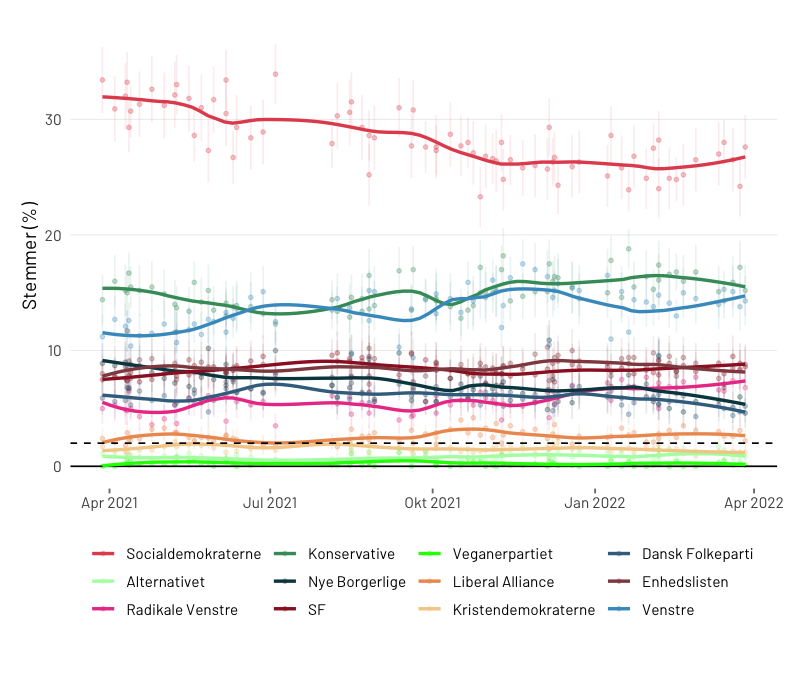 Stemmer(%)
30
20
10
0
Apr 2021
Jul 2021
Okt 2021
Jan 2022
Apr 2022
Socialdemokraterne
Konservative
Veganerpartiet
Dansk Folkeparti
Alternativet
Nye Borgerlige
Liberal Alliance
Enhedslisten
Radikale Venstre
SF
Kristendemokraterne
Venstre